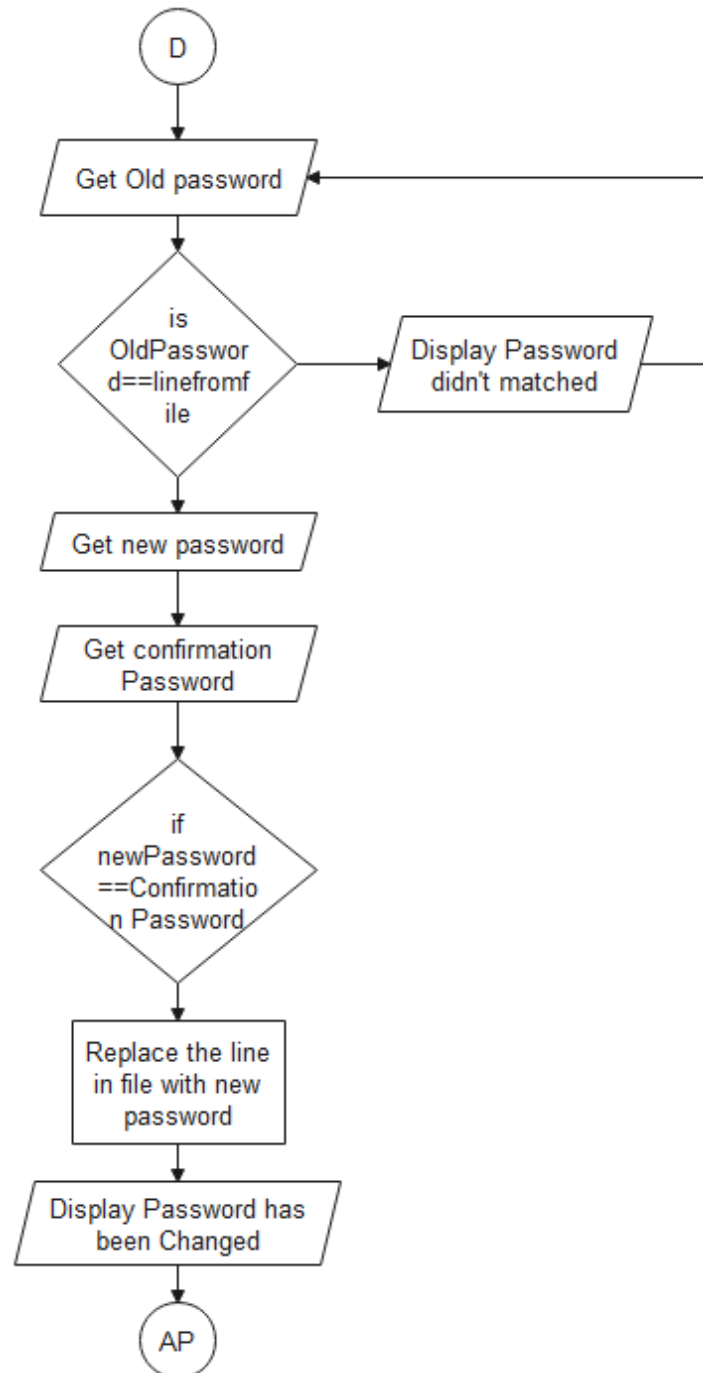 D
Get Old password
is
OldPasswor
d==linefromf
ile
Display Password
didn't matched
Get new password
Get confirmation
Password
if
newPassword
==Confirmatio
n Password
Replace the line
in file with new
password
Display Password has
been Changed
AP